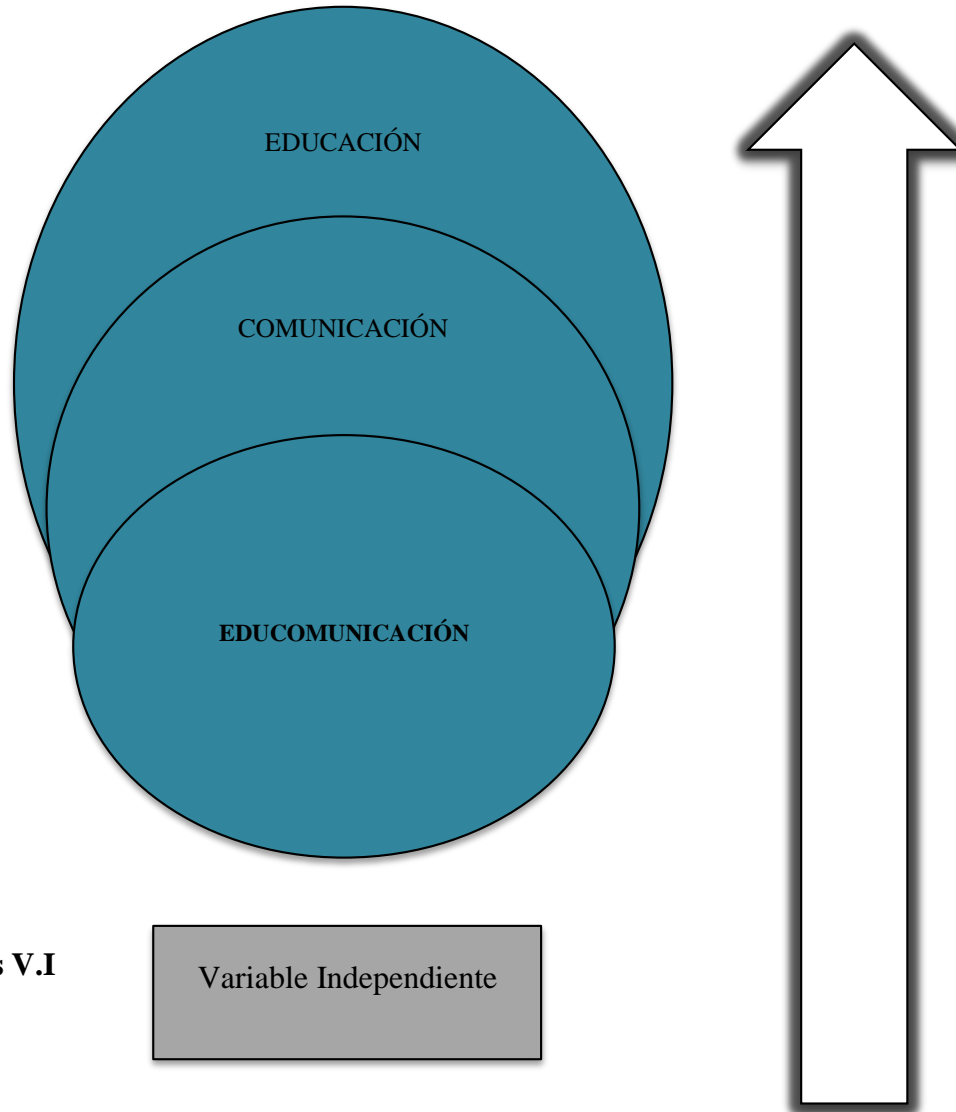 EDUCACIÓN
COMUNICACIÓN
EDUCOMUNICACIÓN
s V.I
Variable Independiente